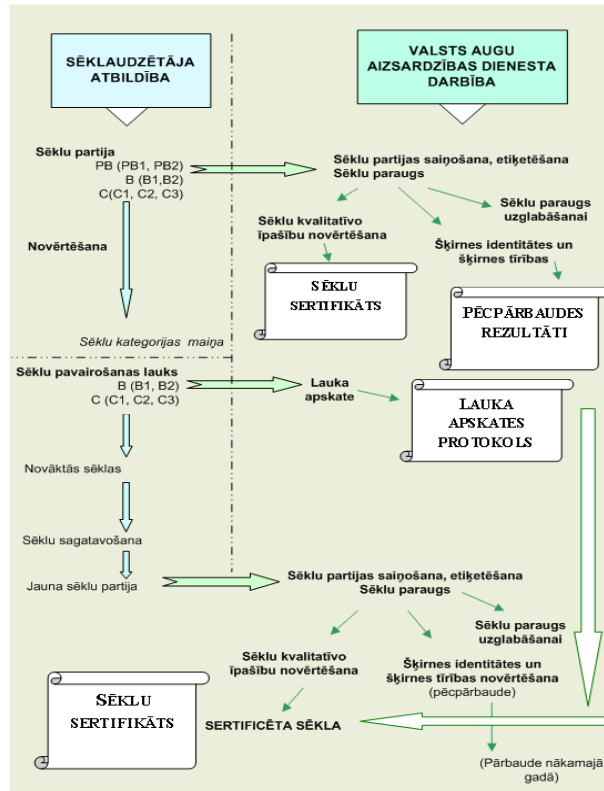 SĒKLAUDZĒTĀJA
ATBILDĪBA
VALSTS AUGU
AIZSARDZĪBAS DIENESTA
DARBĪBA
Sēklu partija
PB (PB1, PB2)
B (B1,B2)
C(C1, C2, C3)
Novērtēšana
Sēklu kategorijas maiņa
Sēklu partijas saiņošana, etiķetēšana
Sēklu paraugs
Sēklu paraugs
uzglabāšanai
Sēklu kvalitatīvo
īpašību novērtēšana
Šķirnes identitātes un
šķirnes tīrības
SĒKLU
SERTIFIKĀTS
PĒCPĀRBAUDES
REZULTĀTI
Sēklu pavairošanas lauks
B (B1, B2)
C (C1, C2, C3)
Lauka
apskate
LAUKA
APSKATES
PROTOKOLS
Novāktās sēklas
Sēklu sagatavošana
Jauna sēklu partija
Sēklu partijas saiņošana, etiķetēšana
Sēklu paraugs
Sēklu paraugs
uzglabāšanai
Sēklu kvalitatīvo
īpašību novērtēšana
Šķirnes identitātes un
šķirnes tīrības novērtēšana
(pēcpārbaude)
SĒKLU
SERTIFIKĀTS
SERTIFICĒTA SĒKLA
(Pārbaude nākamajā
gadā)